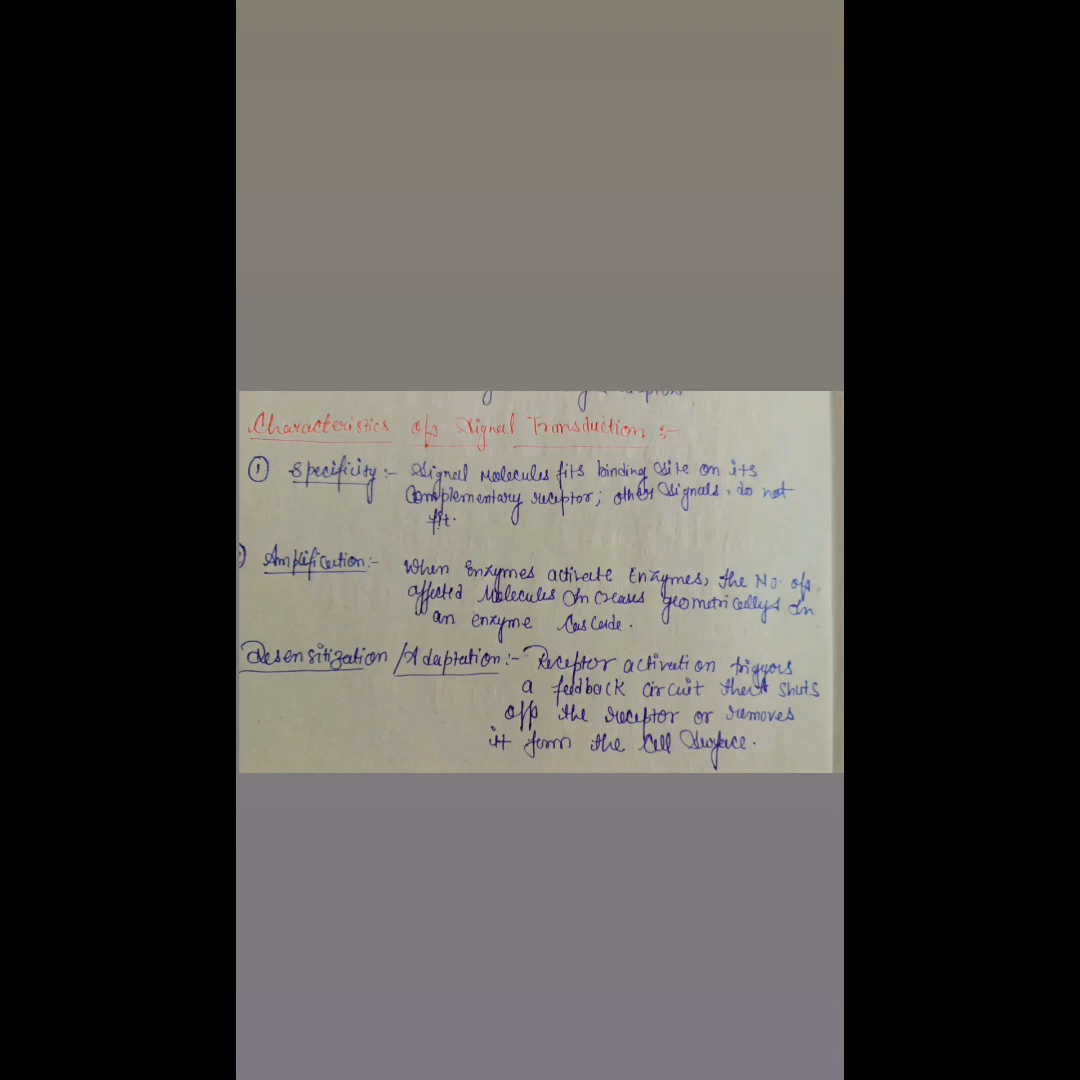 Characteristics of Signal Transduction :-
① Specificity :- Signal Molecules fits binding site on its
Complementary receptor; other signals, do not
fit.
) Amplification:- When Enzymes activate Enzymes, the No. of
affected Molecules Increases geometrically In
an enzyme Cascade.
Desensitization /Adaptation:- Receptor activation triggers
a feedback circuit that shuts
off the receptor or removes
it form the Cell Surface.